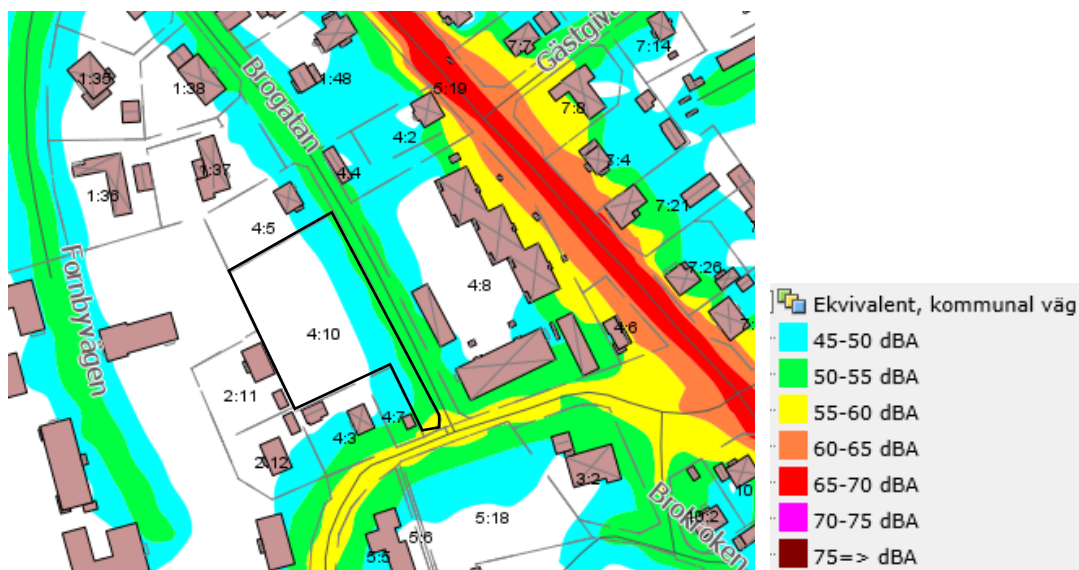 Gästgiva
7:7
7:14
1:35
1:38
1:48
5:19
7:8
Brogatan
4:2
7:4
4:4
1:37
1:36
7:21
4:5
Fornbyvägen
7:26
4:8
4:10
4:6
2:11
4:7
4:3
2:12
3:2
10
Brokröken
5:18
5:6
5:5
Ekvivalent, kommunal väg
45-50 dBA
50-55 dBA
55-60 dBA
60-65 dBA
65-70 dBA
70-75 dBA
75=> dBA